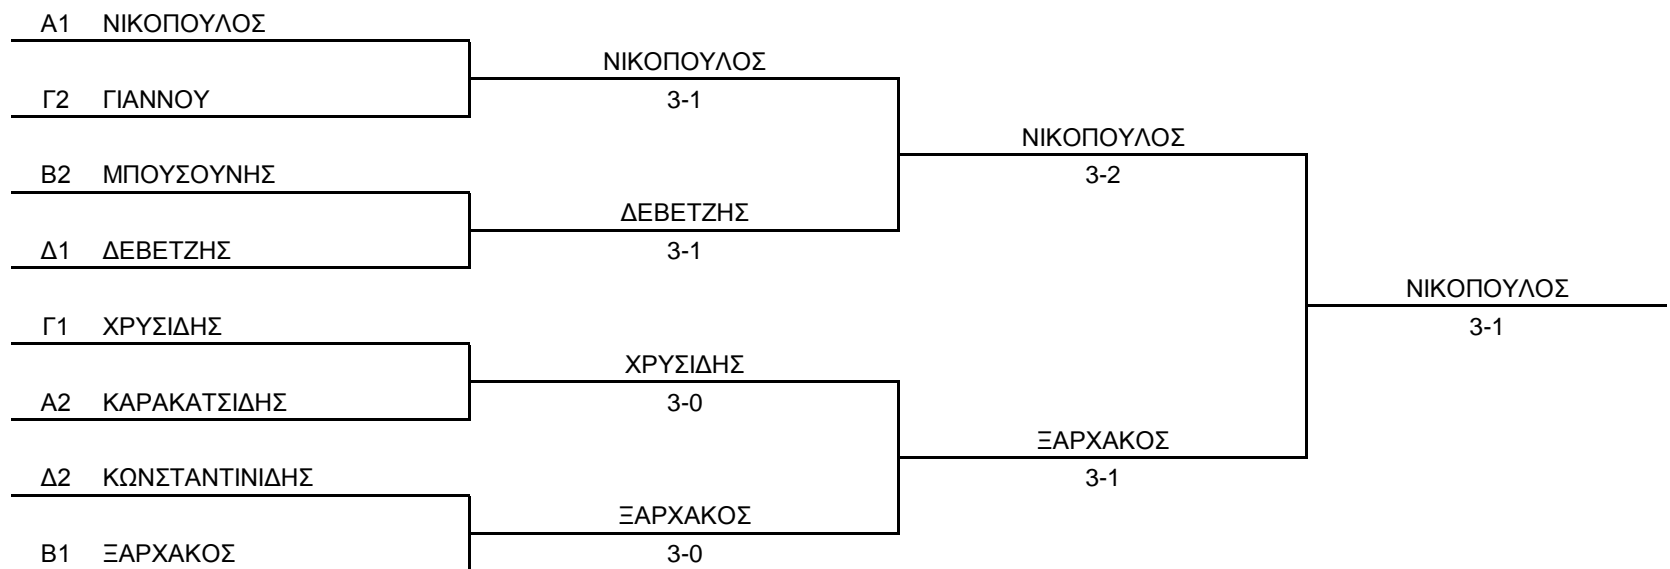 Α1 ΝΙΚΟΠΟΥΛΟΣ
ΝΙΚΟΠΟΥΛΟΣ
Γ2 ΓΙΑΝΝΟΥ
3-1
ΝΙΚΟΠΟΥΛΟΣ
Β2 ΜΠΟΥΣΟΥΝΗΣ
3-2
ΔΕΒΕΤΖΗΣ
Δ1 ΔΕΒΕΤΖΗΣ
3-1
ΝΙΚΟΠΟΥΛΟΣ
Γ1 ΧΡΥΣΙΔΗΣ
3-1
ΧΡΥΣΙΔΗΣ
Α2 ΚΑΡΑΚΑΤΣΙΔΗΣ
3-0
ΞΑΡΧΑΚΟΣ
Δ2 ΚΩΝΣΤΑΝΤΙΝΙΔΗΣ
3-1
ΞΑΡΧΑΚΟΣ
Β1 ΞΑΡΧΑΚΟΣ
3-0